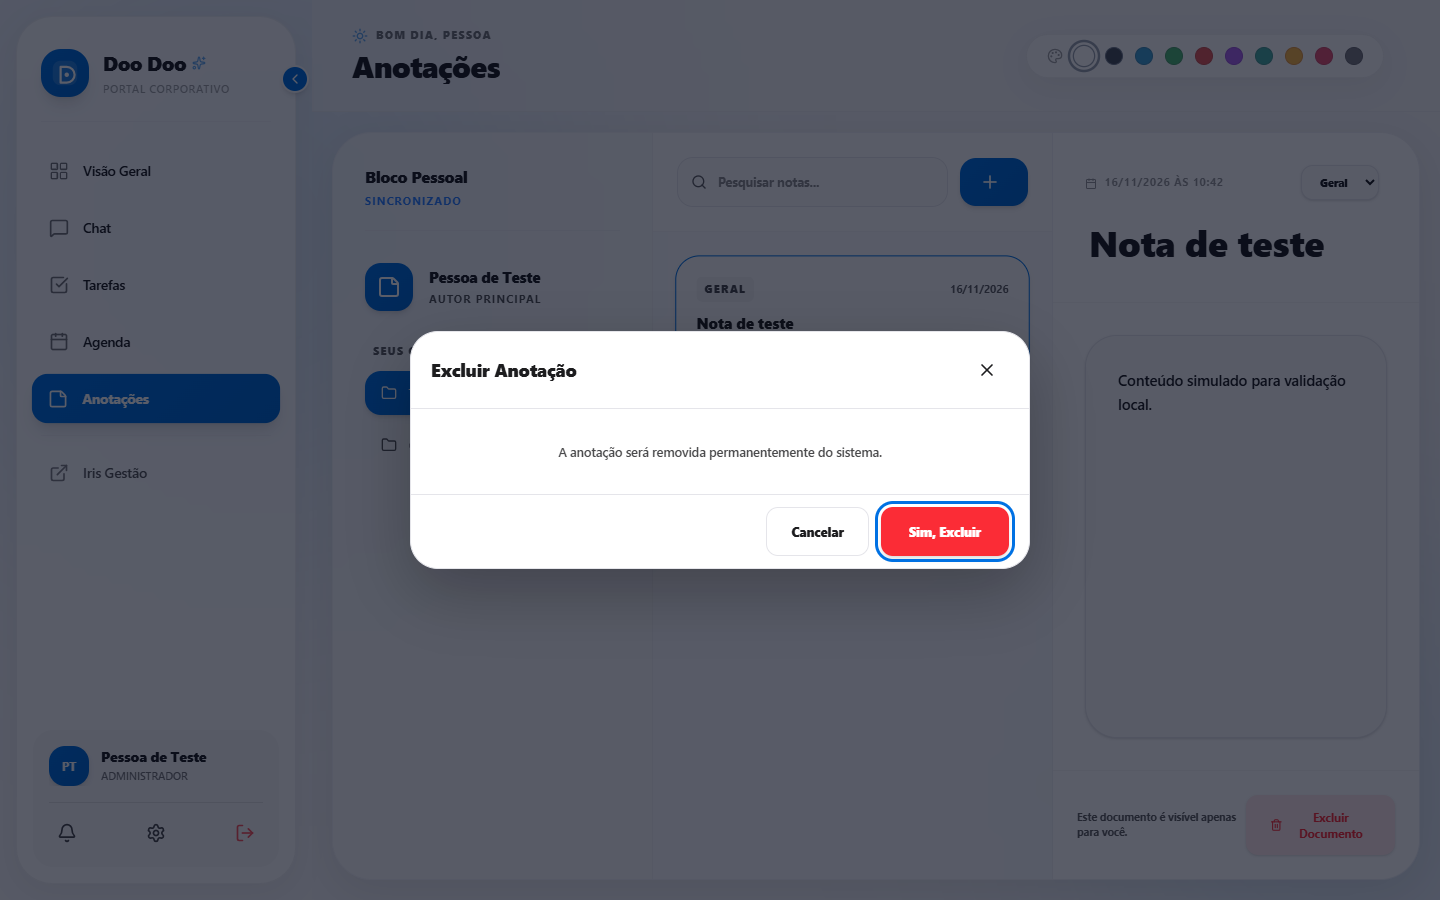 Doo Doo
PORTAL CORPORATIVO
Visão Geral
Chat
Tarefas
Agenda
Anotações
Iris Gestão
PT
Pessoa de Teste
ADMINISTRADOR
BOM DIA, PESSOA
Anotações
Bloco Pessoal
SINCRONIZADO
Pessoa de Teste
AUTOR PRINCIPAL
SEUS
Pesquisar notas...
GERAL
16/11/2026
Nota de teste
16/11/2026 ÀS 10:42
Geral
Nota de teste
Conteúdo simulado para validação
local.
Este documento é visível apenas
para você.
Excluir
Documento
Excluir Anotação
A anotação será removida permanentemente do sistema.
Cancelar
Sim, Excluir